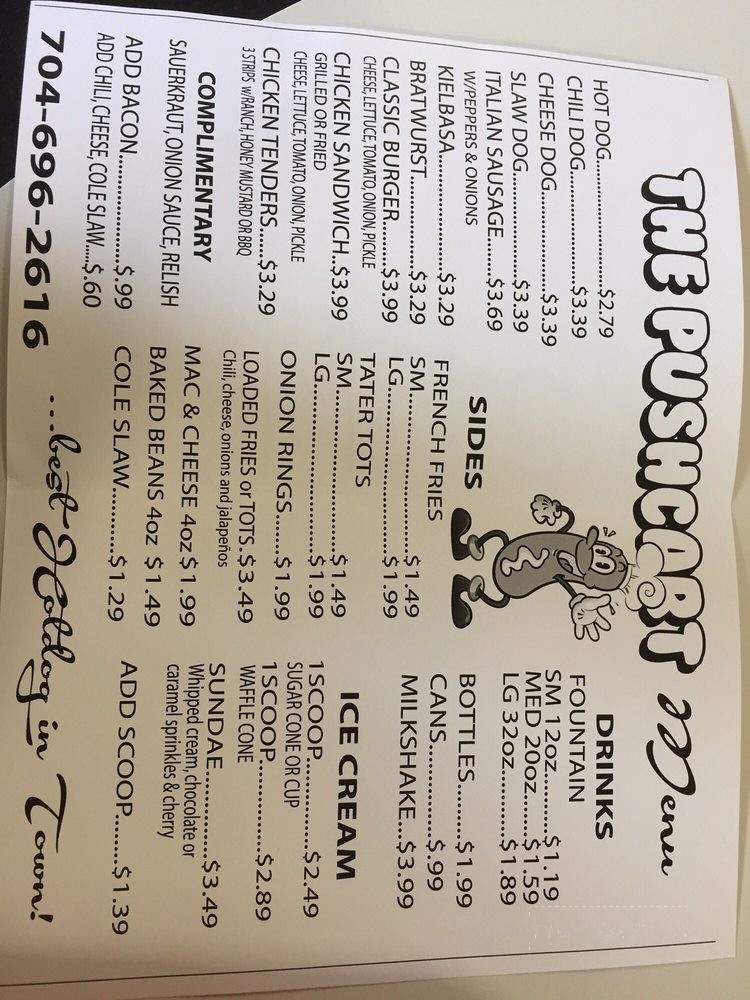 THE PUSHCART Menu
HOT DOG..................$2.79
CHILI DOG................$3.39
CHEESE DOG............$3.39
SLAW DOG...............$3.39
ITALIAN SAUSAGE......$3.69
W/PEPPERS & ONIONS
KIELBASA................$3.29
BRATWURST............$3.29
CLASSIC BURGER.......$3.99
CHEESE, LETTUCE, TOMATO, ONION, PICKLE
CHICKEN SANDWICH..$3.99
GRILLED OR FRIED
CHEESE, LETTUCE, TOMATO, ONION, PICKLE
CHICKEN TENDERS.....$3.29
3 STRIPS w/RANCH, HONEY MUSTARD OR BBQ
COMPLIMENTARY
SAUERKRAUT, ONION SAUCE, RELISH
ADD BACON..................$.99
ADD CHILI, CHEESE, COLE SLAW.....$.60
SIDES
FRENCH FRIES
SM..........................$1.49
LG...........................$1.99
TATER TOTS
SM..........................$1.49
LG...........................$1.99
ONION RINGS......$1.99
LOADED FRIES or TOTS.$3.49
Chili, cheese, onions and jalapeños
MAC & CHEESE 4oz $1.99
BAKED BEANS 4oz $1.49
COLE SLAW...........$1.29
DRINKS
FOUNTAIN
SM 12oz.........$1.19
MED 20oz.......$1.59
LG 32oz..........$1.89
BOTTLES........$1.99
CANS..............$.99
MILKSHAKE...$3.99
ICE CREAM
1SCOOP............$2.49
SUGAR CONE OR CUP
1SCOOP............$2.89
WAFFLE CONE
SUNDAE............$3.49
Whipped cream, chocolate or
caramel sprinkles & cherry
ADD SCOOP.......$1.39
704-696-2616 ...best Hotdog in Town!